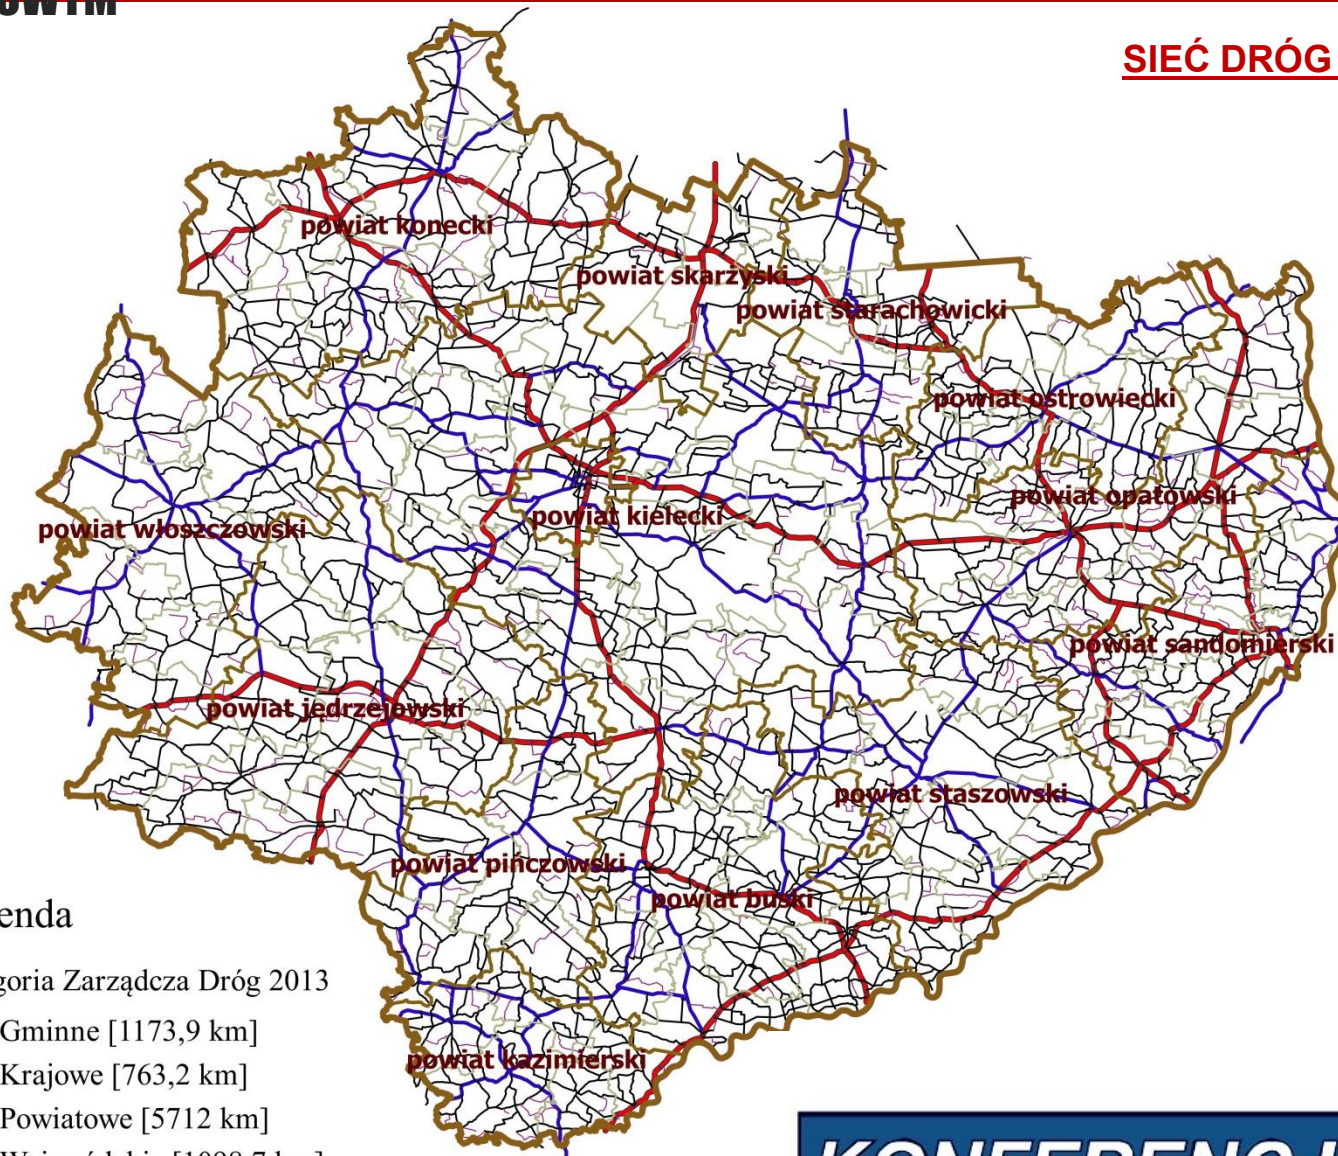 OWYM
SIEĆ DRÓG
powiat konecki
powiat skarżyski
powiat starachowicki
powiat ostrowiecki
powiat opatowski
powiat kielecki
powiat włoszczowski
powiat sandomierski
powiat jędrzejowski
powiat staszowski
powiat pińczowski
powiat buski
powiat kazimierski
enda
goria Zarządcza Dróg 2013
Gminne [1173,9 km]
Krajowe [763,2 km]
Powiatowe [5712 km]